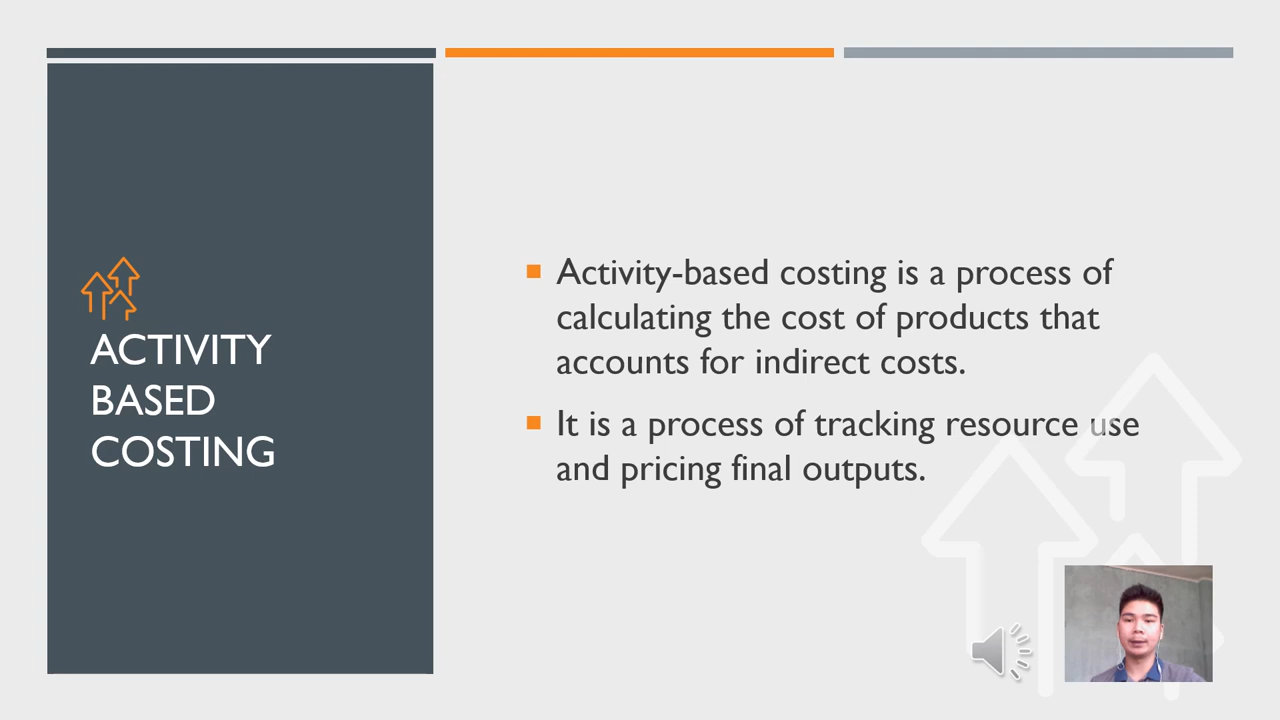 ACTIVITY
BASED
COSTING
Activity-based costing is a process of
calculating the cost of products that
accounts for indirect costs.
It is a process of tracking resource use
and pricing final outputs.